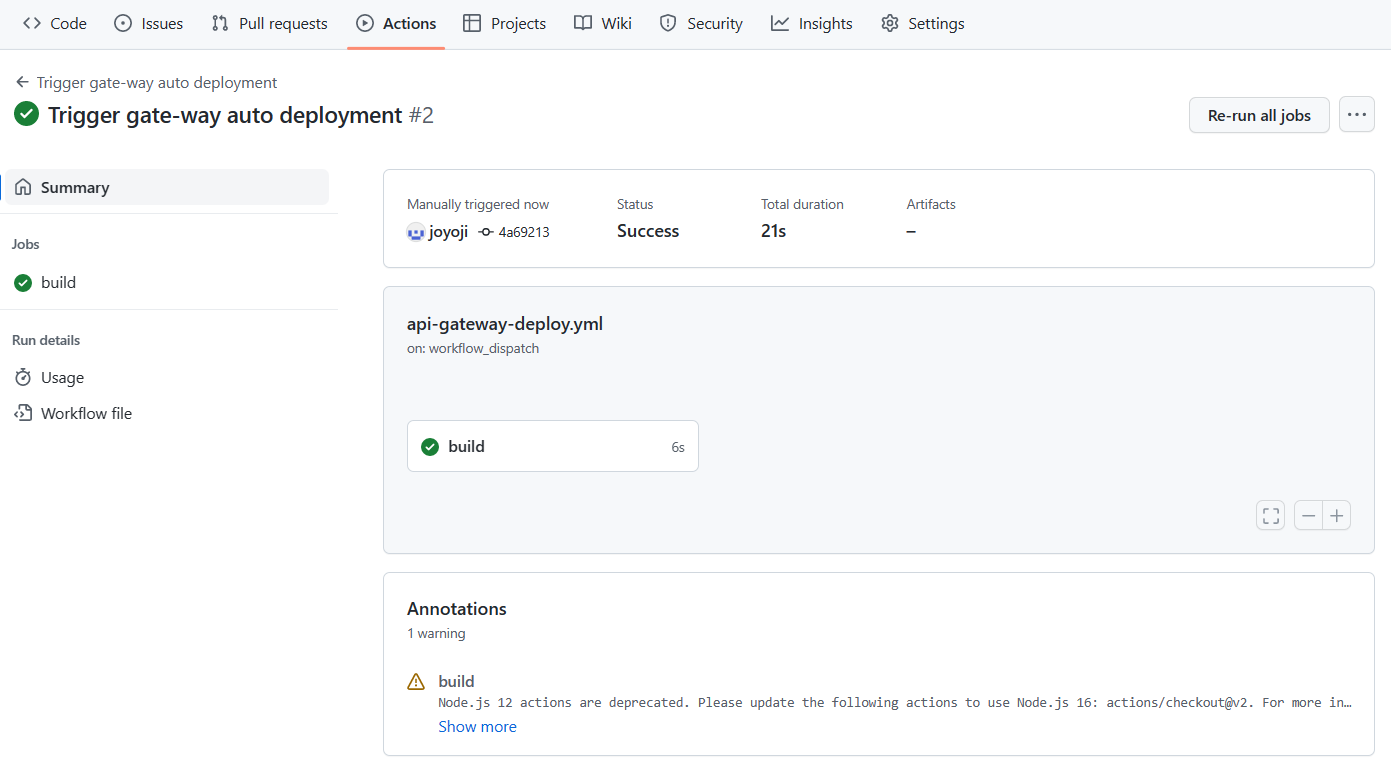 Code Issues Pull requests Actions Projects Wiki Security Insights Settings
Trigger gate-way auto deployment
Trigger gate-way auto deployment #2
Re-run all jobs
Summary
Jobs
build
Run details
Usage
Workflow file
Manually triggered now Status Total duration Artifacts
joyoji 4a69213 Success 21s –
api-gateway-deploy.yml
on: workflow_dispatch
build 6s
Annotations
1 warning
build
Node.js 12 actions are deprecated. Please update the following actions to use Node.js 16: actions/checkout@v2. For more in…
Show more